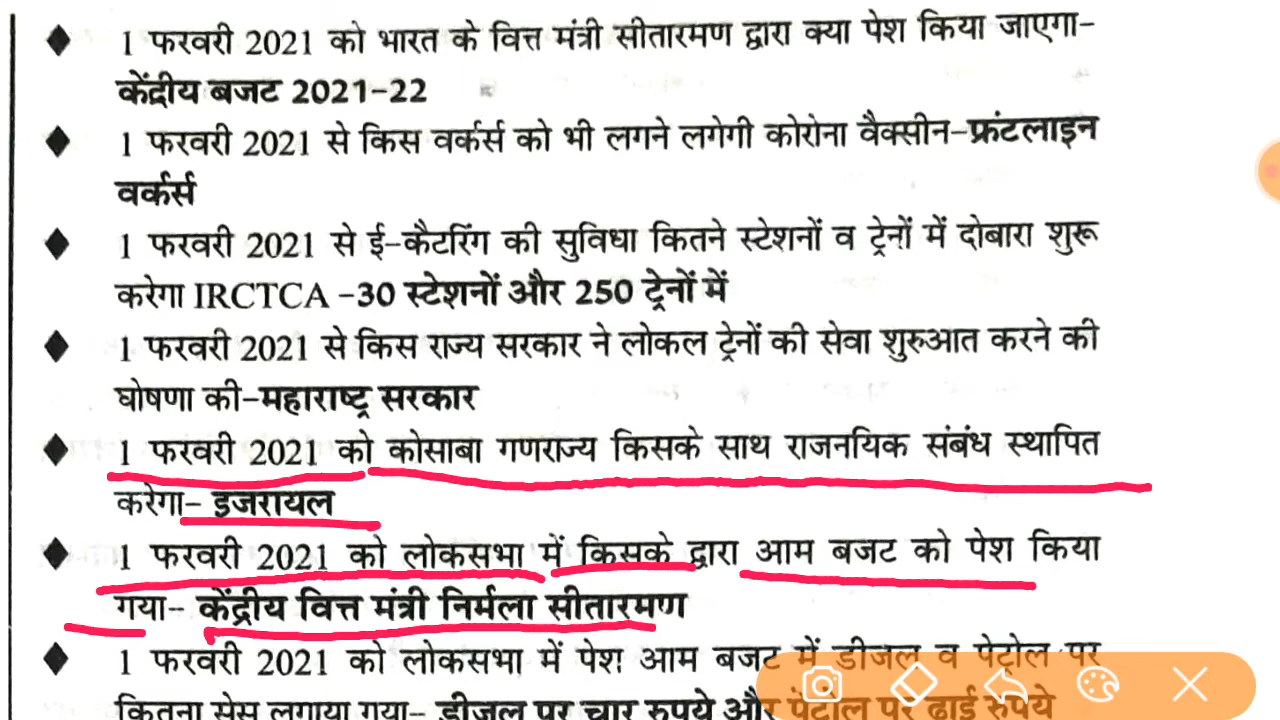 1 फरवरी 2021 को भारत के वित्त मंत्री सीतारमण द्वारा क्या पेश किया जाएगा-
केंद्रीय बजट 2021-22
1 फरवरी 2021 से किस वर्कर्स को भी लगने लगेगी कोरोना वैक्सीन-फ्रंटलाइन
वर्कर्स
1 फरवरी 2021 से ई-कैटरिंग की सुविधा कितने स्टेशनों व ट्रेनों में दोबारा शुरू
करेगा IRCTCA -30 स्टेशनों और 250 ट्रेनों में
1 फरवरी 2021 से किस राज्य सरकार ने लोकल ट्रेनों की सेवा शुरुआत करने की
घोषणा की-महाराष्ट्र सरकार
1 फरवरी 2021 को कोसाबा गणराज्य किसके साथ राजनयिक संबंध स्थापित
करेगा- इजरायल
1 फरवरी 2021 को लोकसभा में किसके द्वारा आम बजट को पेश किया
गया- केंद्रीय वित्त मंत्री निर्मला सीतारमण
1 फरवरी 2021 को लोकसभा में पेश आम बजट में डीजल व पेट्रोल पर
कितना सेस लगाया गया- डीजल पर चार रुपये और पेट्रोल पर ढाई रुपये